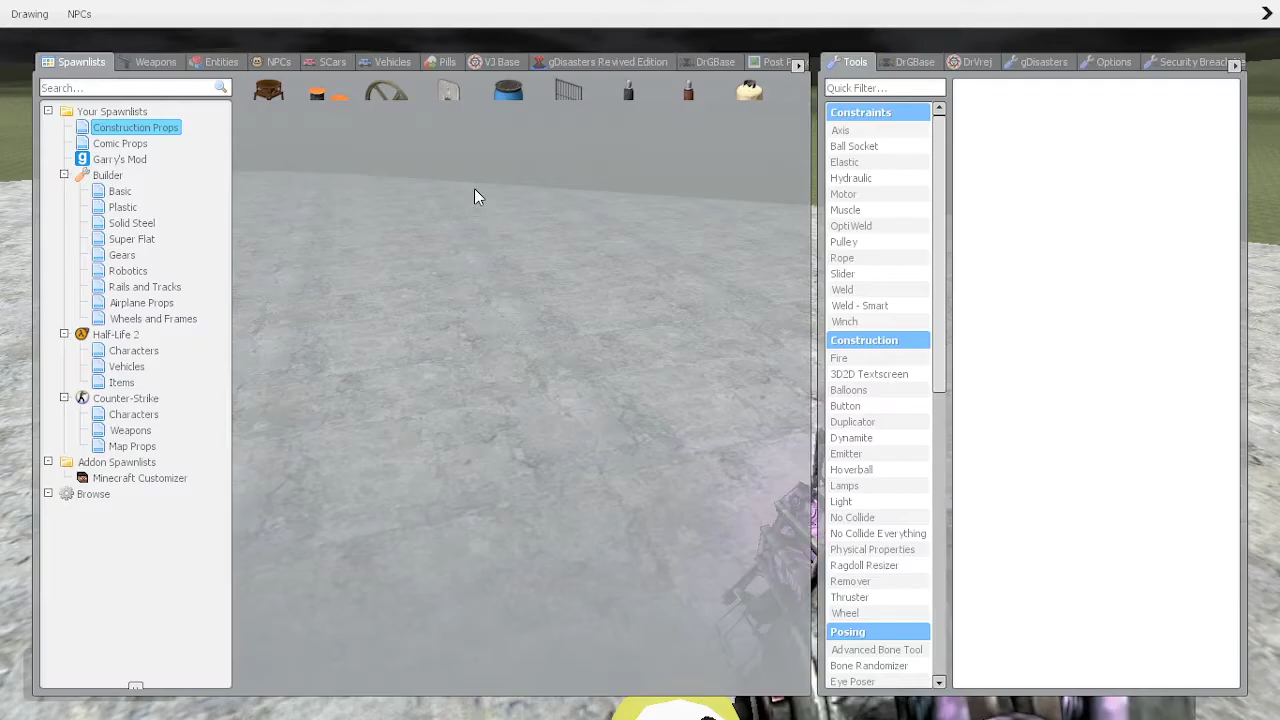 Drawing NPCs
Spawnlists Weapons Entities NPCs SCars Vehicles Pills VJ Base gDisasters Revived Edition DrGBase Post P
Search...
Your Spawnlists
Construction Props
Comic Props
Garry's Mod
Builder
Basic
Plastic
Solid Steel
Super Flat
Gears
Robotics
Rails and Tracks
Airplane Props
Wheels and Frames
Half-Life 2
Characters
Vehicles
Items
Counter-Strike
Characters
Weapons
Map Props
Addon Spawnlists
Minecraft Customizer
Browse
Tools DrGBase DrVrej gDisasters Options Security Breac
Quick Filter...
Constraints
Axis
Ball Socket
Elastic
Hydraulic
Motor
Muscle
OptiWeld
Pulley
Rope
Slider
Weld
Weld - Smart
Winch
Construction
Fire
3D2D Textscreen
Balloons
Button
Duplicator
Dynamite
Emitter
Hoverball
Lamps
Light
No Collide
No Collide Everything
Physical Properties
Ragdoll Resizer
Remover
Thruster
Wheel
Posing
Advanced Bone Tool
Bone Randomizer
Eye Poser